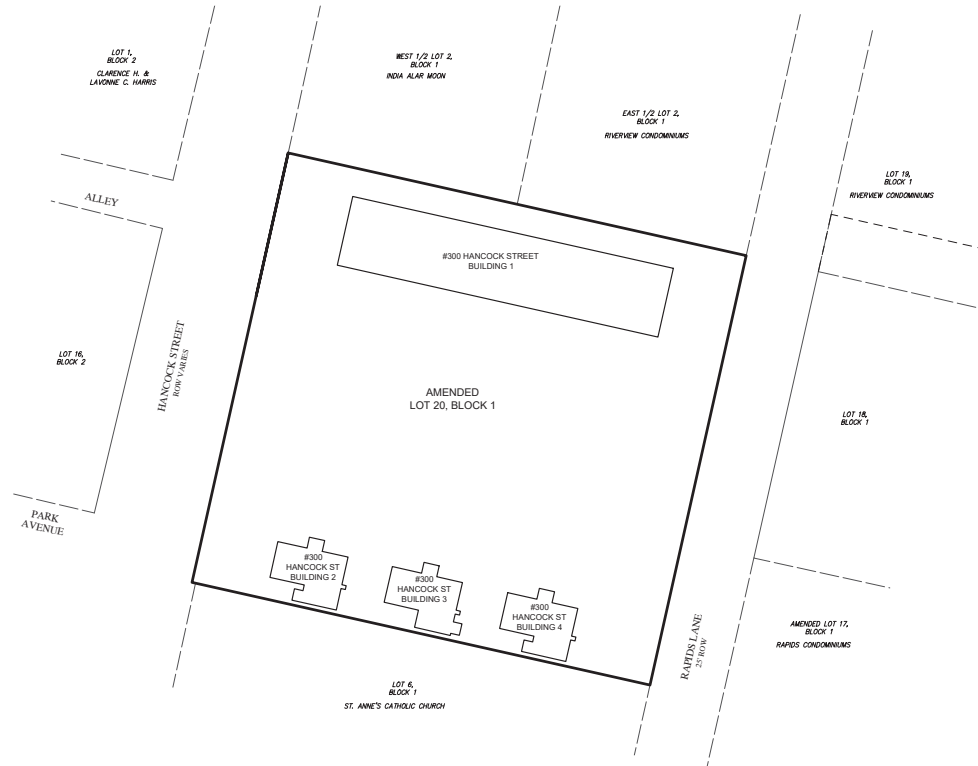 LOT 1,
BLOCK 2
CLARENCE H. &
LAVONNE C. HARRIS
WEST 1/2 LOT 2,
BLOCK 1
INDIA ALAR MOON
EAST 1/2 LOT 2,
BLOCK 1
RIVERVIEW CONDOMINIUMS
LOT 19,
BLOCK 1
RIVERVIEW CONDOMINIUMS
ALLEY
#300 HANCOCK STREET
BUILDING 1
HANCOCK STREET
ROW VARIES
LOT 16,
BLOCK 2
AMENDED
LOT 20, BLOCK 1
LOT 18,
BLOCK 1
PARK
AVENUE
#300
HANCOCK ST
BUILDING 2
#300
HANCOCK ST
BUILDING 3
#300
HANCOCK ST
BUILDING 4
RAPIDS LANE
25' ROW
AMENDED LOT 17,
BLOCK 1
RAPIDS CONDOMINIUMS
LOT 6,
BLOCK 1
ST. ANNE'S CATHOLIC CHURCH